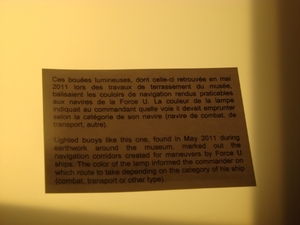 Ces bouées lumineuses, dont celle-ci retrouvée en mai
2011 lors des travaux de terrassement du musée,
balisaient les couloirs de navigation rendus praticables
aux navires de la Force U. La couleur de la lampe
indiquait au commandant quelle voie il devait emprunter
selon la catégorie de son navire (navire de combat, de
transport, autre).
Lighted buoys like this one, found in May 2011 during
earthwork around the museum, marked out the
navigation corridors created for maneuvers by Force U
ships. The color of the lamp informed the commander on
which route to take depending on the category of his ship
(combat, transport or other type).